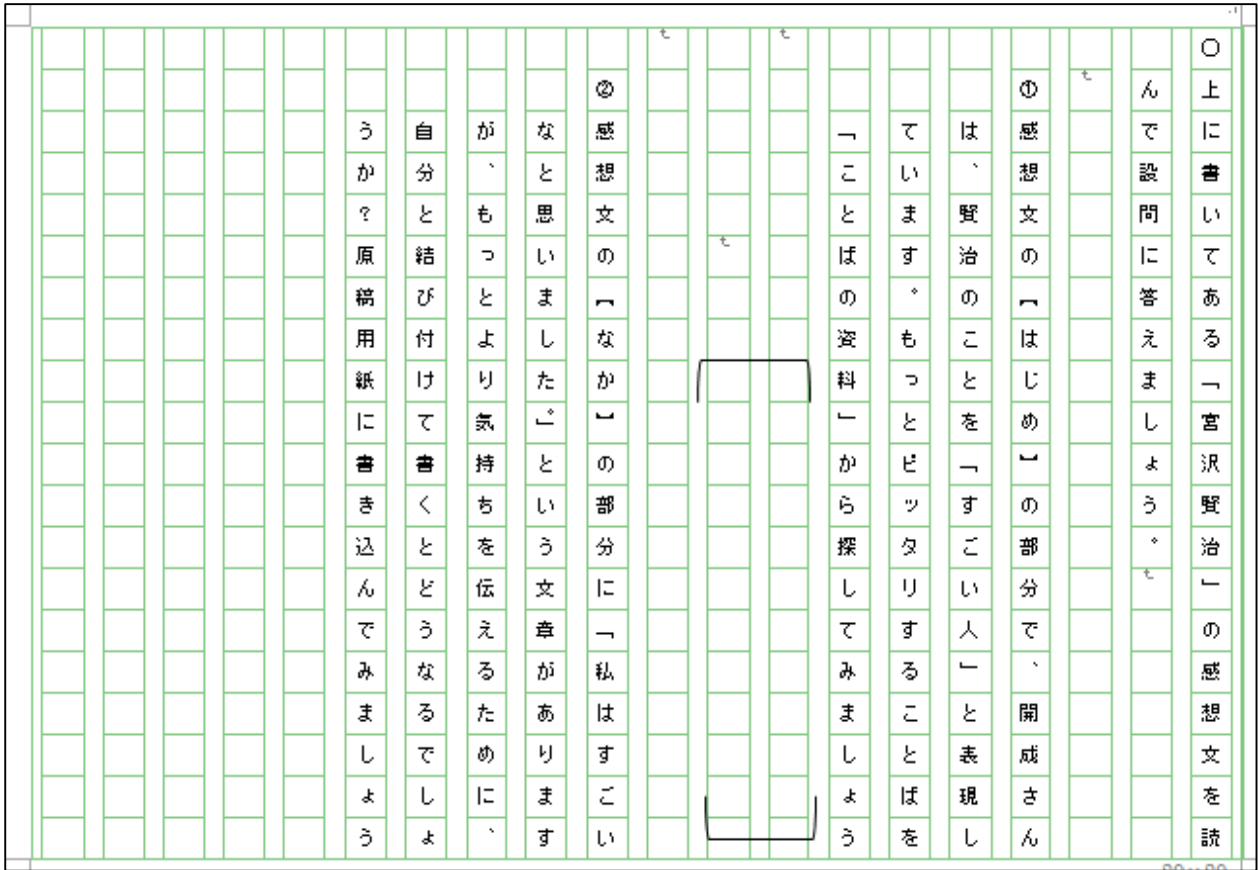 ○上に書いてある「宮沢賢治」の感想文を読
んで設問に答えましょう。
①感想文の【はじめ】の部分で、開成さん
は、賢治のことを「すごい人」と表現し
ています。もっとピッタリすることばを
「ことばの資料」から探してみましょう
②感想文の【なか】の部分に「私はすごい
なと思いました。」という文章があります
が、もっとより気持ちを伝えるために、
自分と結び付けて書くとどうなるでしょ
うか?原稿用紙に書き込んでみましょう